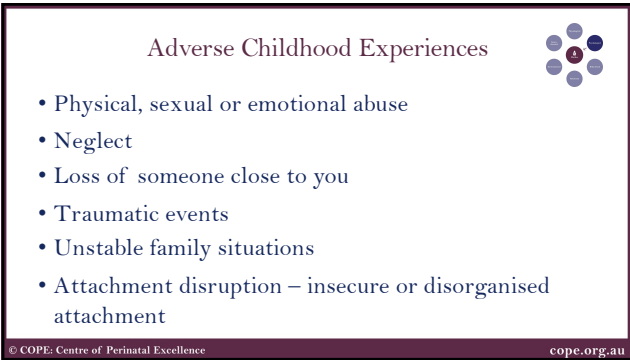 Adverse Childhood Experiences
• Physical, sexual or emotional abuse
• Neglect
• Loss of someone close to you
• Traumatic events
• Unstable family situations
• Attachment disruption – insecure or disorganised
attachment
© COPE: Centre of Perinatal Excellence
cope.org.au